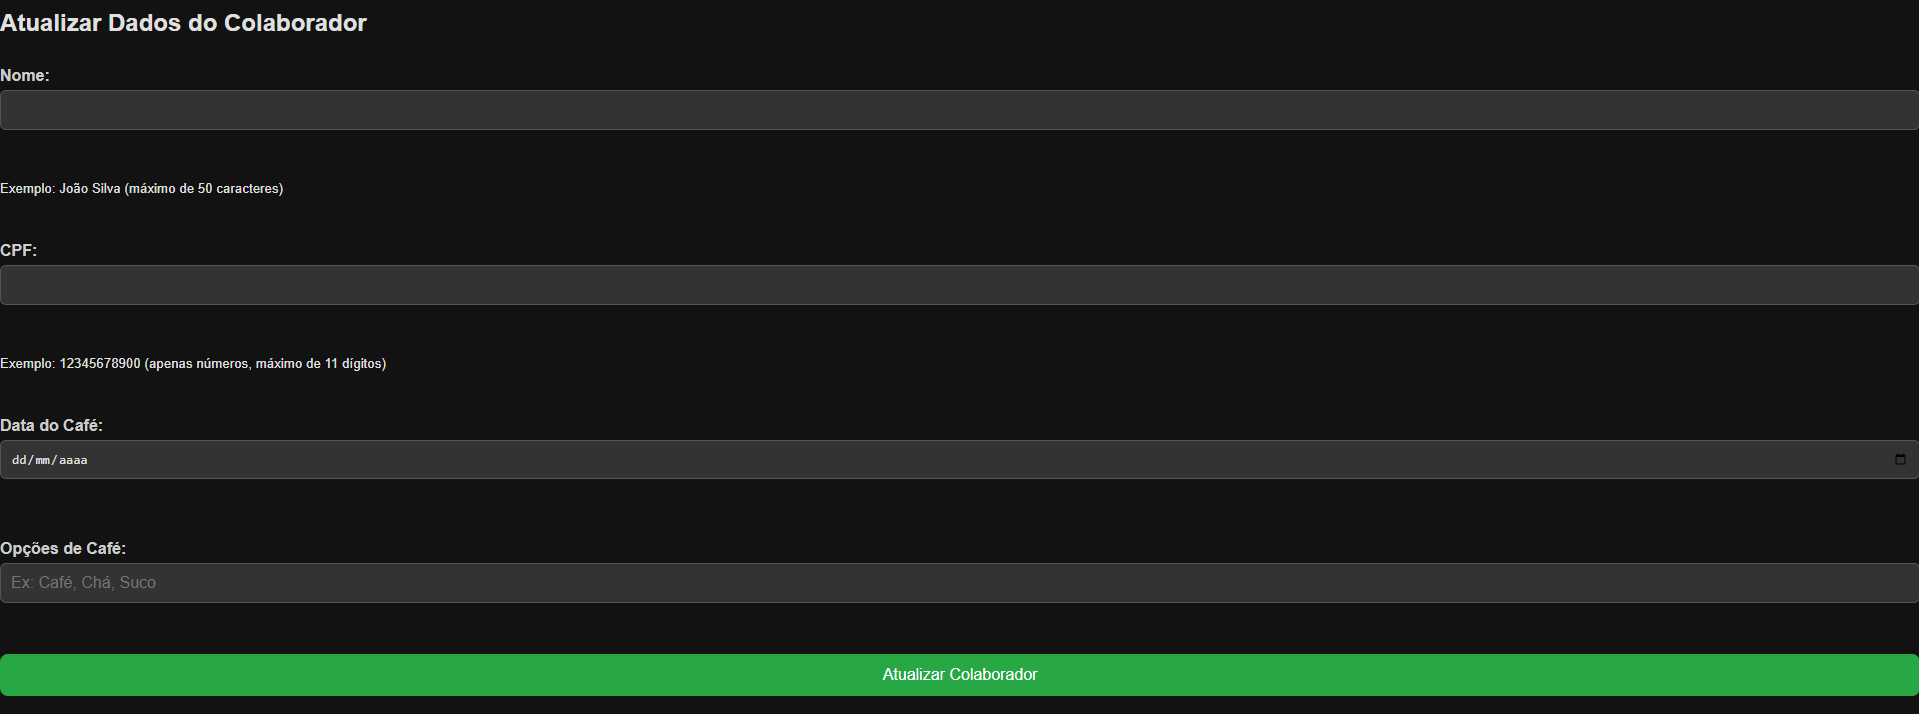 Atualizar Dados do Colaborador
Nome:
Exemplo: João Silva (máximo de 50 caracteres)
CPF:
Exemplo: 12345678900 (apenas números, máximo de 11 dígitos)
Data do Café:
dd/mm/aaaa
Opções de Café:
Ex: Café, Chá, Suco
Atualizar Colaborador